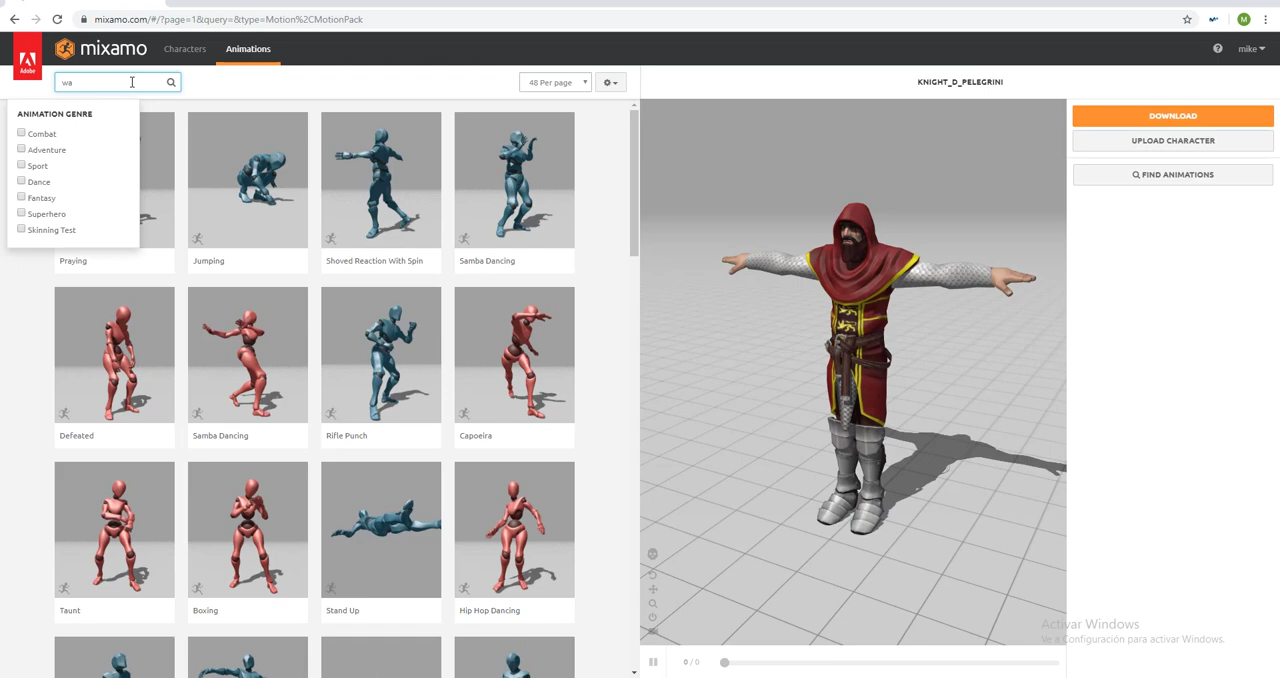 mixamo.com/#/?page=1&query=&type=Motion%2CMotionPack
M
Adobe
mixamo
Characters
Animations
mike
wa
48 Per page
KNIGHT_D_PELEGRINI
ANIMATION GENRE
Combat
Adventure
Sport
Dance
Fantasy
Superhero
Skinning Test
DOWNLOAD
UPLOAD CHARACTER
FIND ANIMATIONS
Praying
Jumping
Shoved Reaction With Spin
Samba Dancing
Defeated
Samba Dancing
Rifle Punch
Capoeira
Taunt
Boxing
Stand Up
Hip Hop Dancing
0 / 0
Activar Windows
Ve a Configuración para activar Windows.